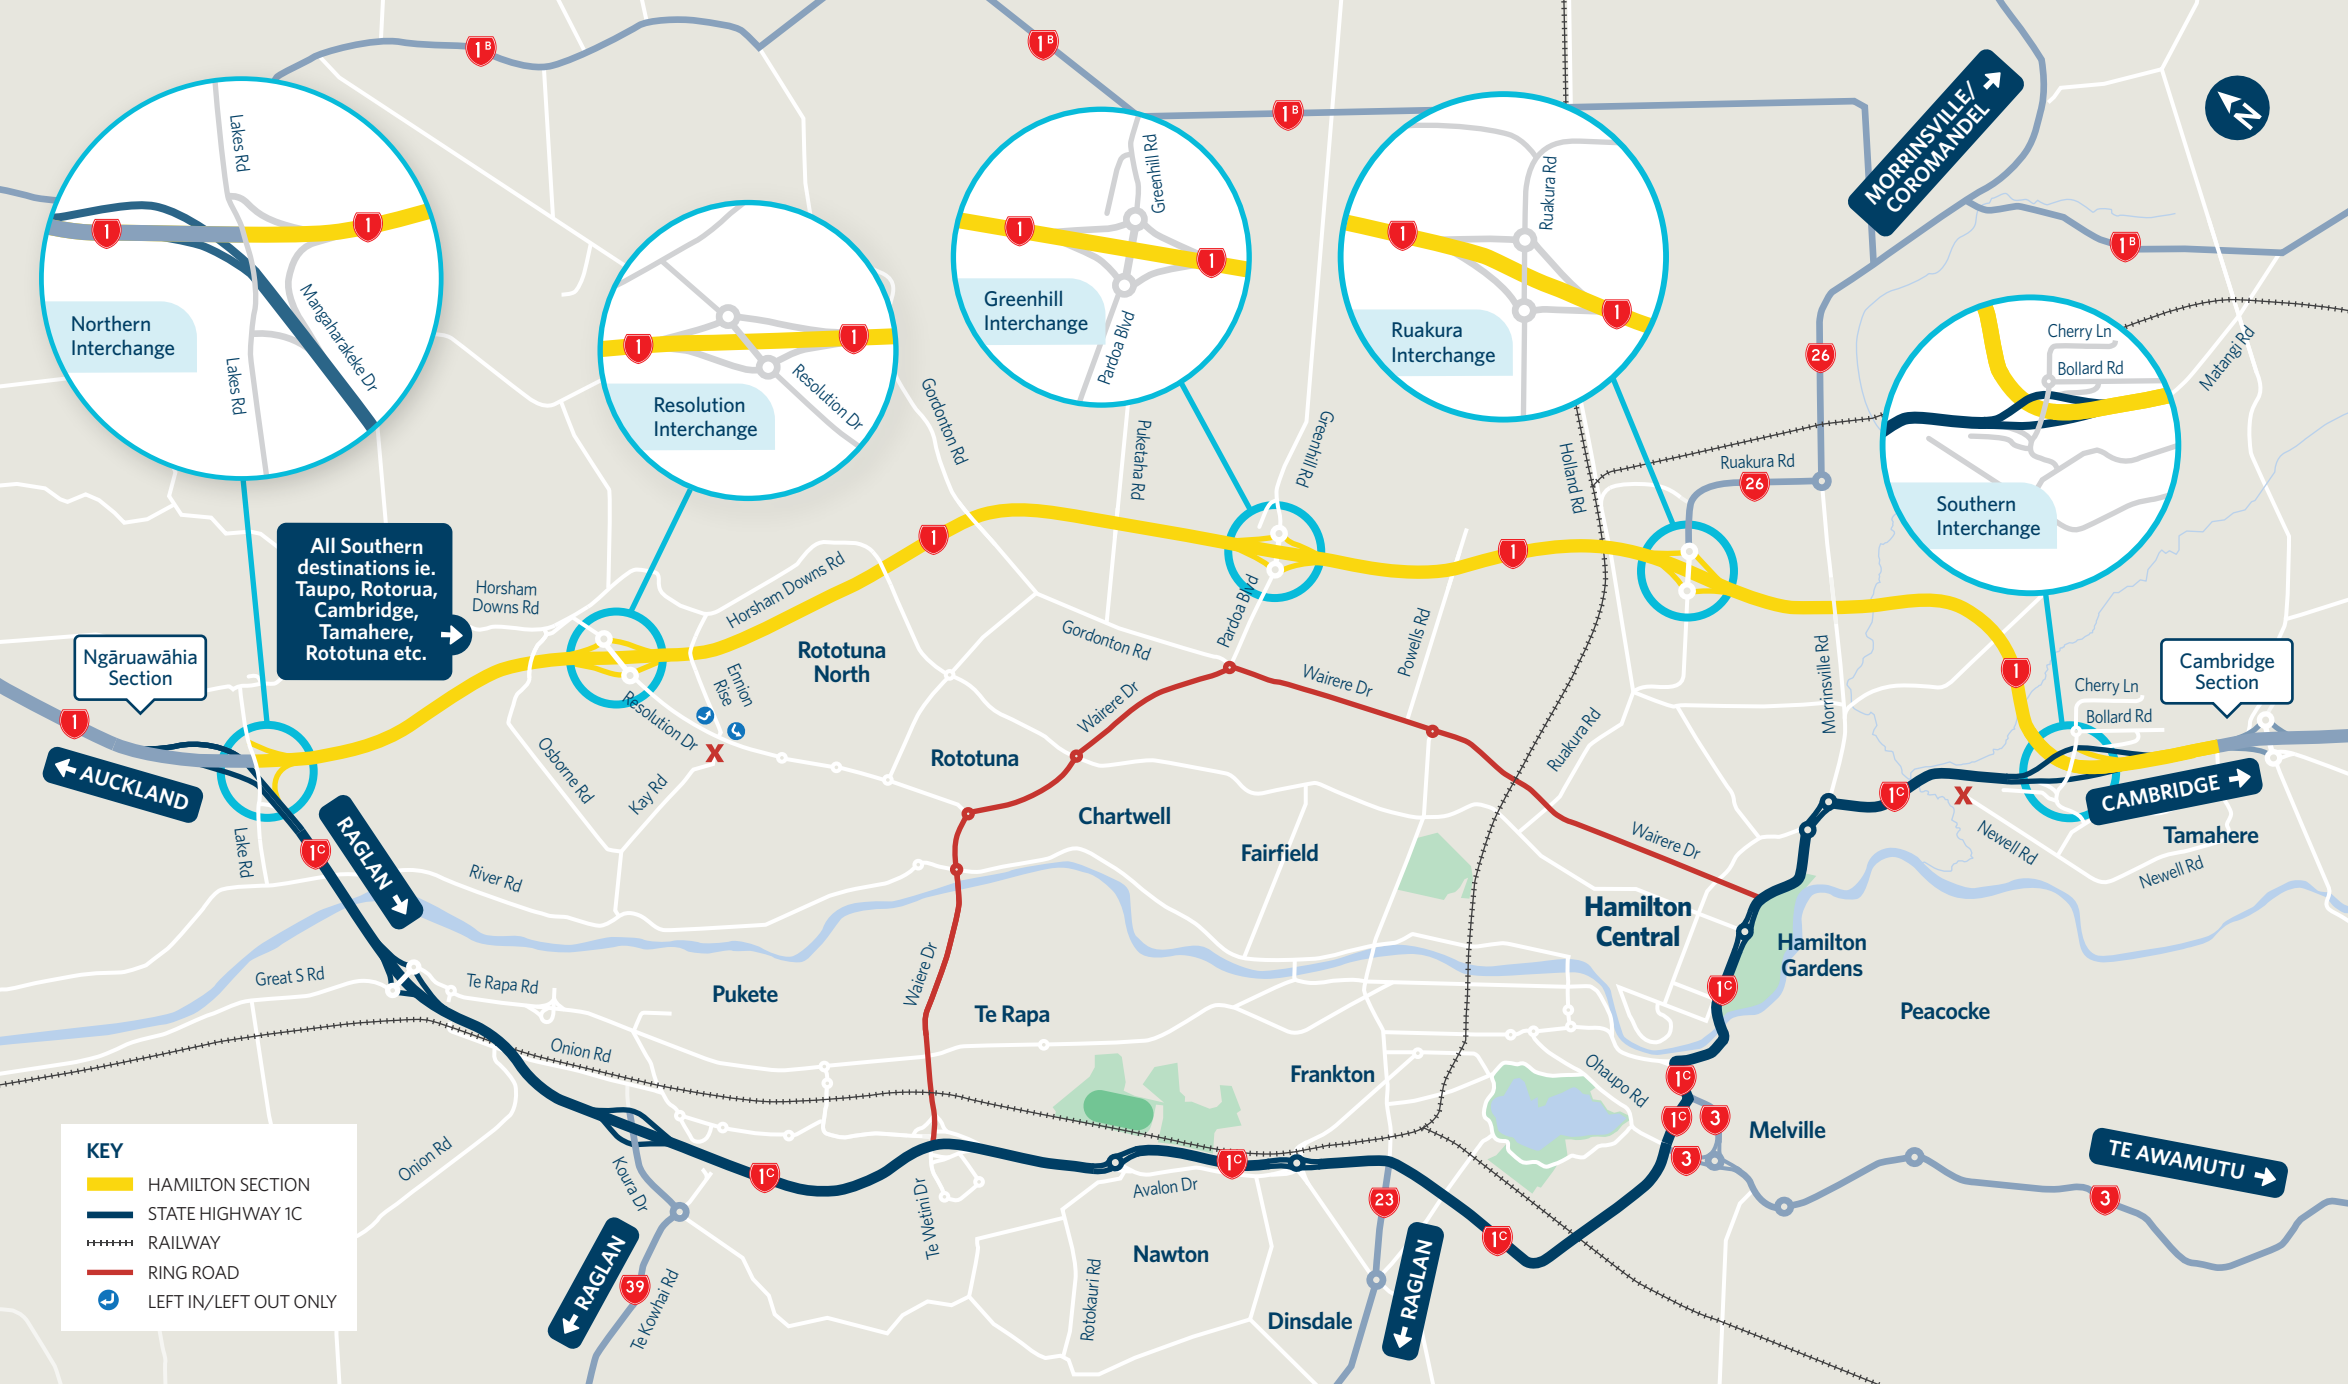 1B
1B
1B
MORRINSVILLE/
COROMANDEL
N
Lakes Rd
1
1
Mangaharakeke Dr
Northern
Interchange
Lakes Rd
1
1
Resolution Dr
Resolution
Interchange
Greenhill Rd
1
1
Greenhill
Interchange
Pardoa Blvd
Ruakura Rd
1
1
Ruakura
Interchange
1B
26
Cherry Ln
Bollard Rd
Southern
Interchange
Matangi Rd
Gordonton Rd
Puketaha Rd
Greenhill Rd
Holland Rd
Ruakura Rd
26
All Southern
destinations ie.
Taupo, Rotorua,
Cambridge,
Tamahere,
Rototuna etc.
Horsham
Downs Rd
Horsham Downs Rd
1
1
Ngāruawāhia
Section
1
AUCKLAND
RAGLAN
Lake Rd
1C
Osborne Rd
Kay Rd
Resolution Dr
Ennion
Rise
X
Rototuna
North
Gordonton Rd
Pardoa Blvd
Wairere Dr
Wairere Dr
Powells Rd
Ruakura Rd
Morrinsville Rd
1
Cherry Ln
Bollard Rd
Cambridge
Section
CAMBRIDGE
Tamahere
1C
X
Newell Rd
Newell Rd
Rototuna
Chartwell
Fairfield
Wairere Dr
Hamilton
Central
Hamilton
Gardens
1C
Peacocke
River Rd
Great S Rd
Te Rapa Rd
Pukete
Waiere Dr
Te Rapa
Onion Rd
Onion Rd
Frankton
Ohaupo Rd
1C
1C
3
3
Melville
TE AWAMUTU
3
Koura Dr
1C
RAGLAN
39
Te Kowhai Rd
Te Wetini Dr
Avalon Dr
1C
Nawton
Rotokauri Rd
23
RAGLAN
Dinsdale
1C
KEY
HAMILTON SECTION
STATE HIGHWAY 1C
RAILWAY
RING ROAD
LEFT IN/LEFT OUT ONLY